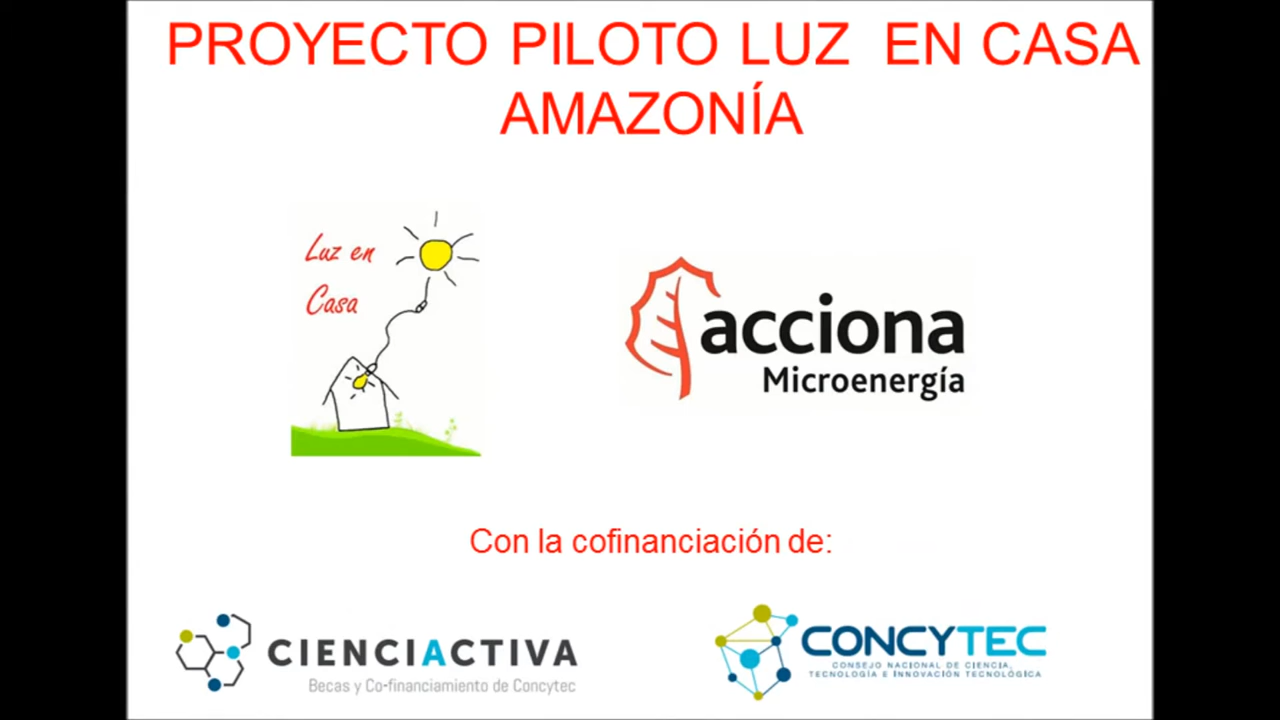 PROYECTO PILOTO LUZ EN CASA
AMAZONÍA
Luz en
Casa
acciona
Microenergía
Con la cofinanciación de:
CIENCIACTIVA
Becas y Co-financiamiento de Concytec
CONCYTEC
CONSEJO NACIONAL DE CIENCIA,
TECNOLOGÍA E INNOVACIÓN TECNOLÓGICA